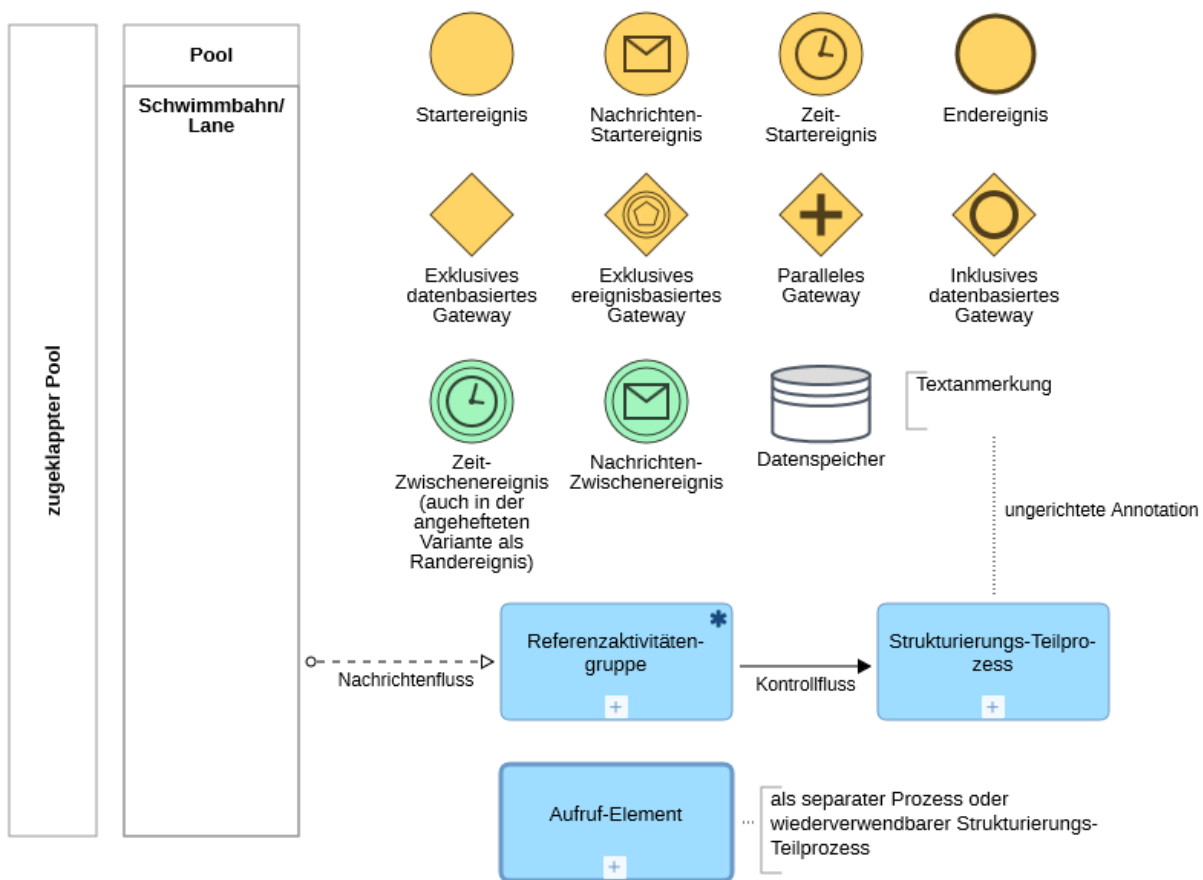 zugeklappter Pool
Pool
Schwimmbahn/
Lane
Startereignis
Nachrichten-
Startereignis
Zeit-
Startereignis
Endereignis
Exklusives
datenbasiertes
Gateway
Exklusives
ereignisbasiertes
Gateway
Paralleles
Gateway
Inklusives
datenbasiertes
Gateway
Zeit-
Zwischenereignis
(auch in der
angehefteten
Variante als
Randereignis)
Nachrichten-
Zwischenereignis
Datenspeicher
Textanmerkung
ungerichtete Annotation
Nachrichtenfluss
Referenzaktivitäten-
gruppe
Kontrollfluss
Strukturierungs-Teilpro-
zess
Aufruf-Element
als separater Prozess oder
wiederverwendbarer Strukturierungs-
Teilprozess